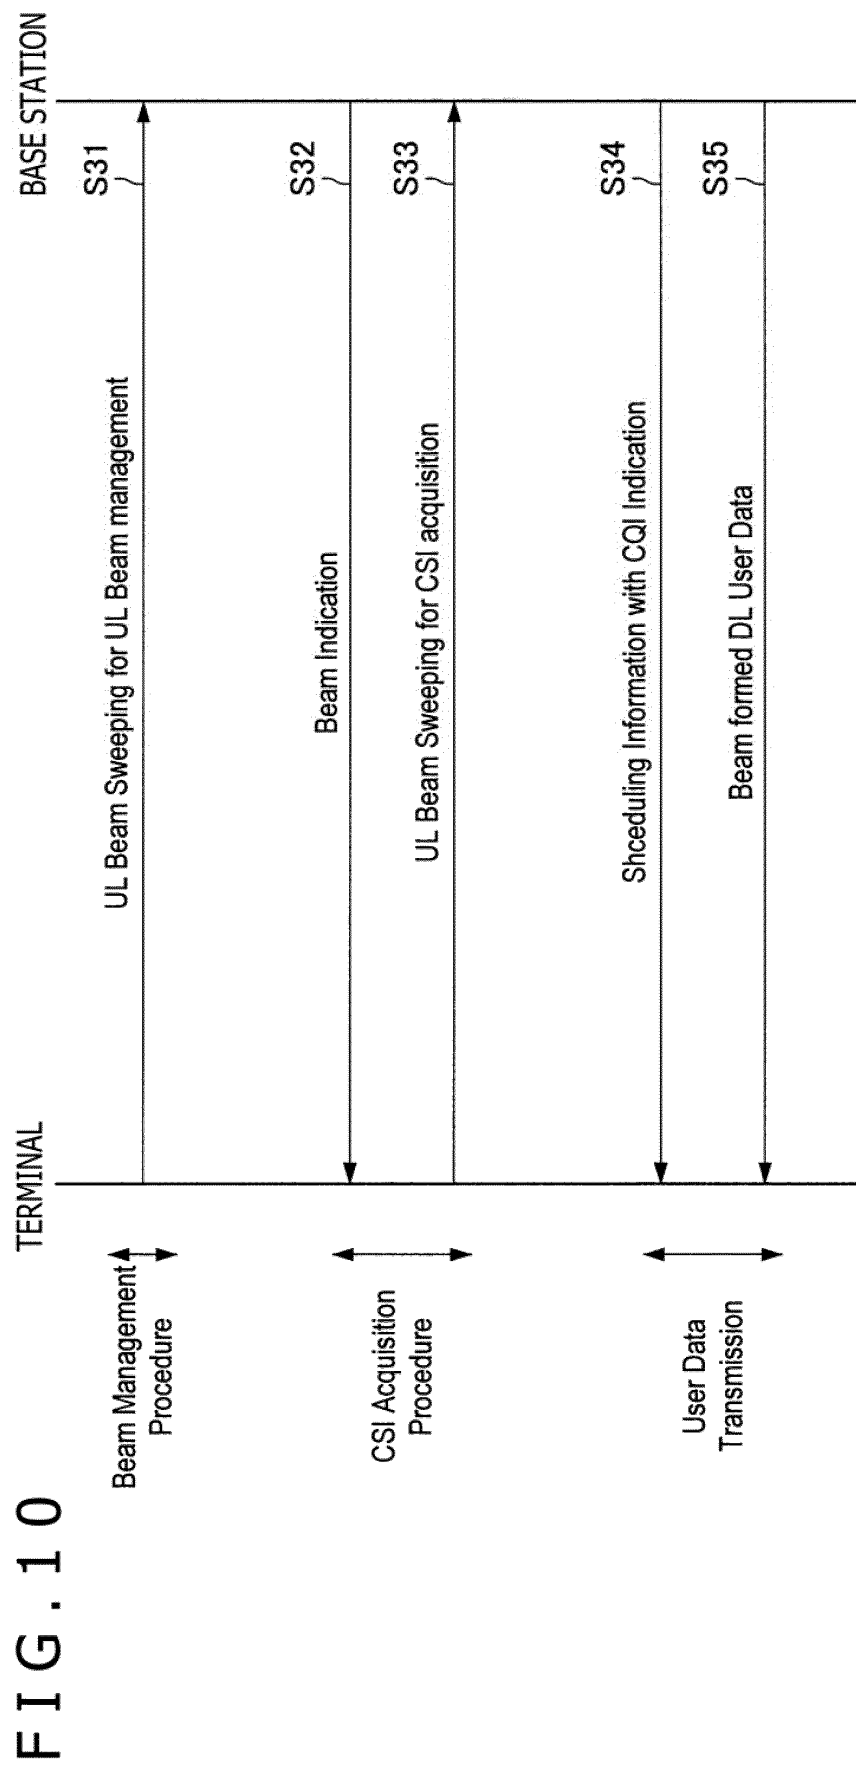 FIG.10
TERMINAL
BASE STATION
Beam Management
Procedure
UL Beam Sweeping for UL Beam management
S31
CSI Acquisition
Procedure
Beam Indication
S32
UL Beam Sweeping for CSI acquisition
S33
User Data
Transmission
Shceduling Information with CQI Indication
S34
Beam formed DL User Data
S35